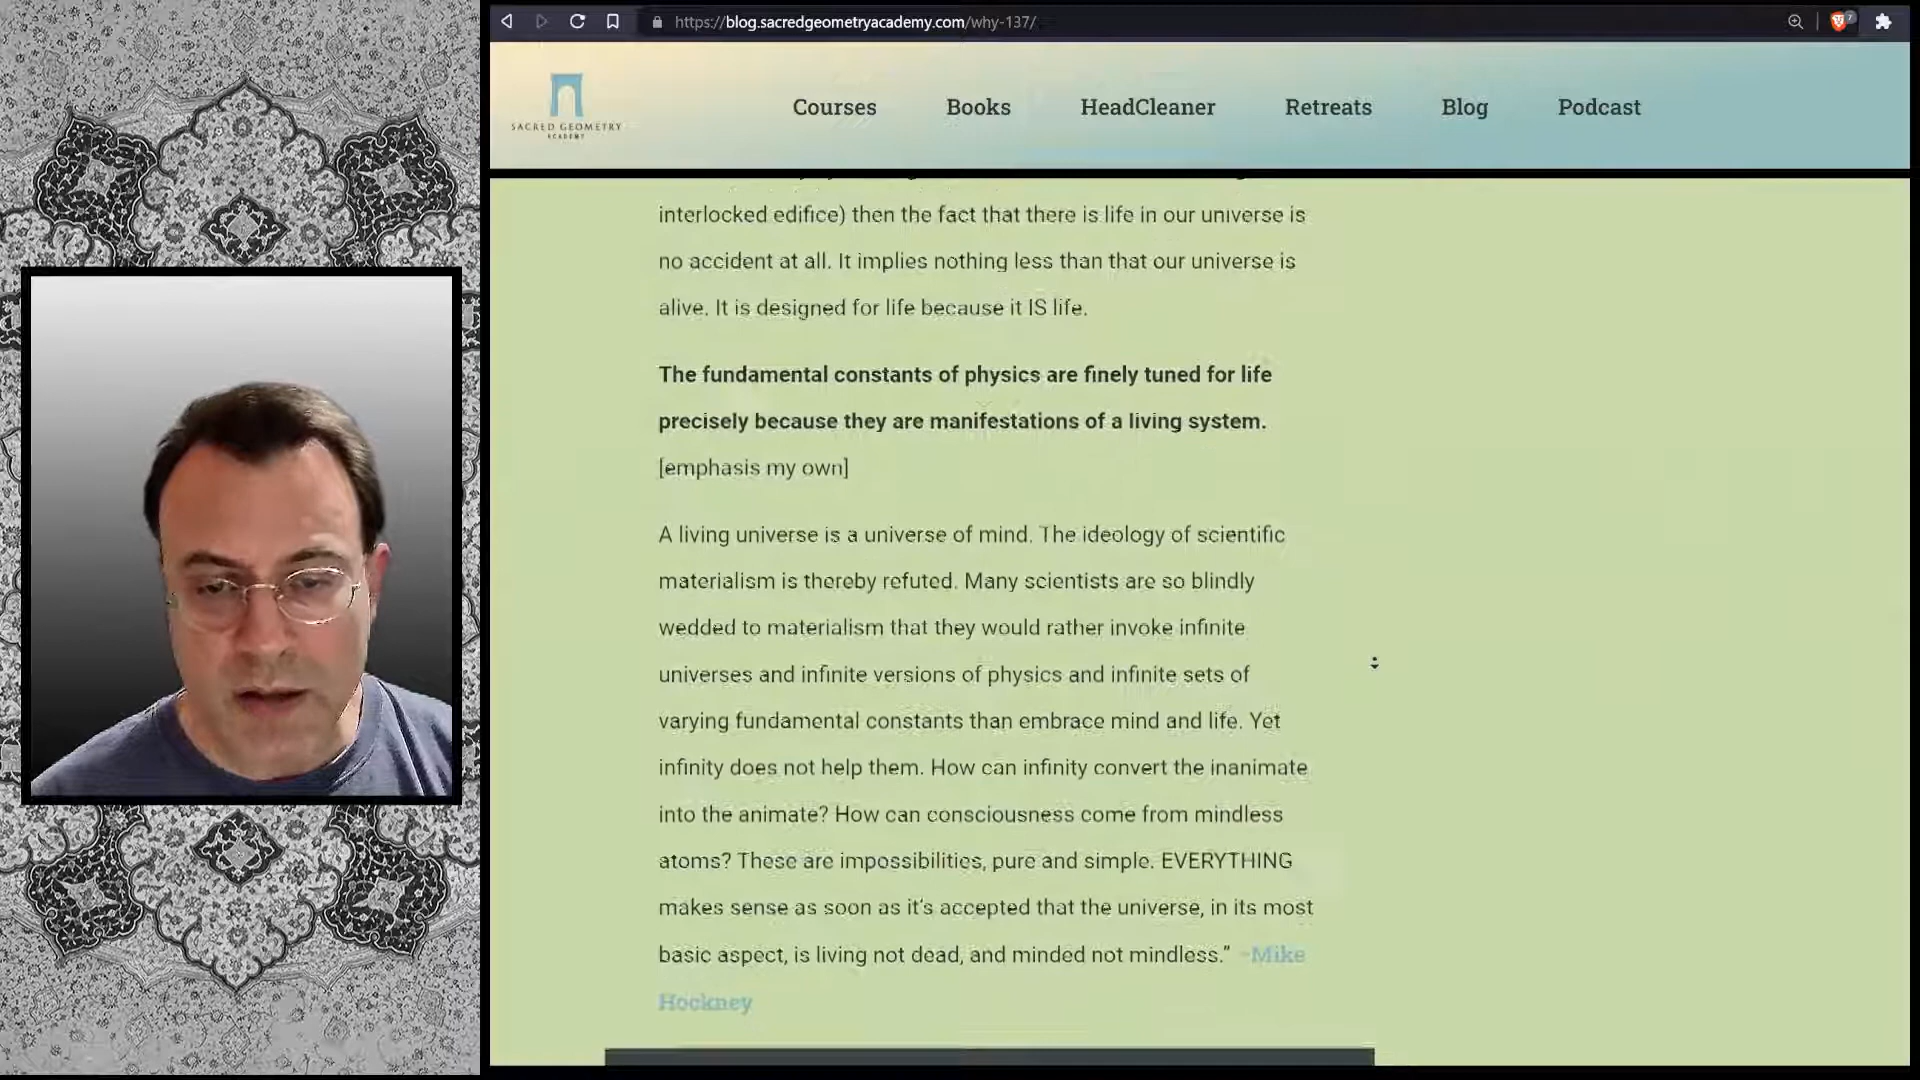 https://blog.sacredgeometryacademy.com/why-137/
7
SACRED GEOMETRY
ACADEMY
Courses
Books
HeadCleaner
Retreats
Blog
Podcast
interlocked edifice) then the fact that there is life in our universe is
no accident at all. It implies nothing less than that our universe is
alive. It is designed for life because it IS life.
The fundamental constants of physics are finely tuned for life
precisely because they are manifestations of a living system.
[emphasis my own]
A living universe is a universe of mind. The ideology of scientific
materialism is thereby refuted. Many scientists are so blindly
wedded to materialism that they would rather invoke infinite
universes and infinite versions of physics and infinite sets of
varying fundamental constants than embrace mind and life. Yet
infinity does not help them. How can infinity convert the inanimate
into the animate? How can consciousness come from mindless
atoms? These are impossibilities, pure and simple. EVERYTHING
makes sense as soon as it's accepted that the universe, in its most
basic aspect, is living not dead, and minded not mindless.” -Mike
Hockney